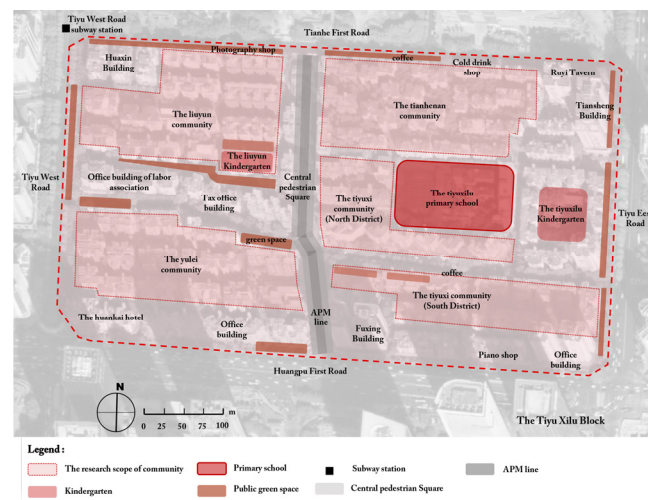 Tiyu West Road
subway station
Tianhe First Road
Photography shop
Huaxin
Building
coffee
Cold drink
shop
Ruyi Tavern
Tiansheng
Building
The liuyun
community
The tianhenan
community
The liuyun
Kindergarten
Tiyu West
Road
Office building of labor
association
Central
pedestrian
Square
Tax office
building
The tiyuxi
community
(North District)
The tiyuxilu
primary school
The tiyuxilu
Kindergarten
Tiyu East
Road
green space
The yulei
community
coffee
The tiyuxi community
(South District)
APM
line
The huankai hotel
Office
building
Fuxing
Building
Piano shop
Office
building
Huangpu First Road
N
0 25 50 75 100 m
The Tiyu Xilu Block
Legend :
The research scope of community
Primary school
Subway station
APM line
Kindergarten
Public green space
Central pedestrian Square